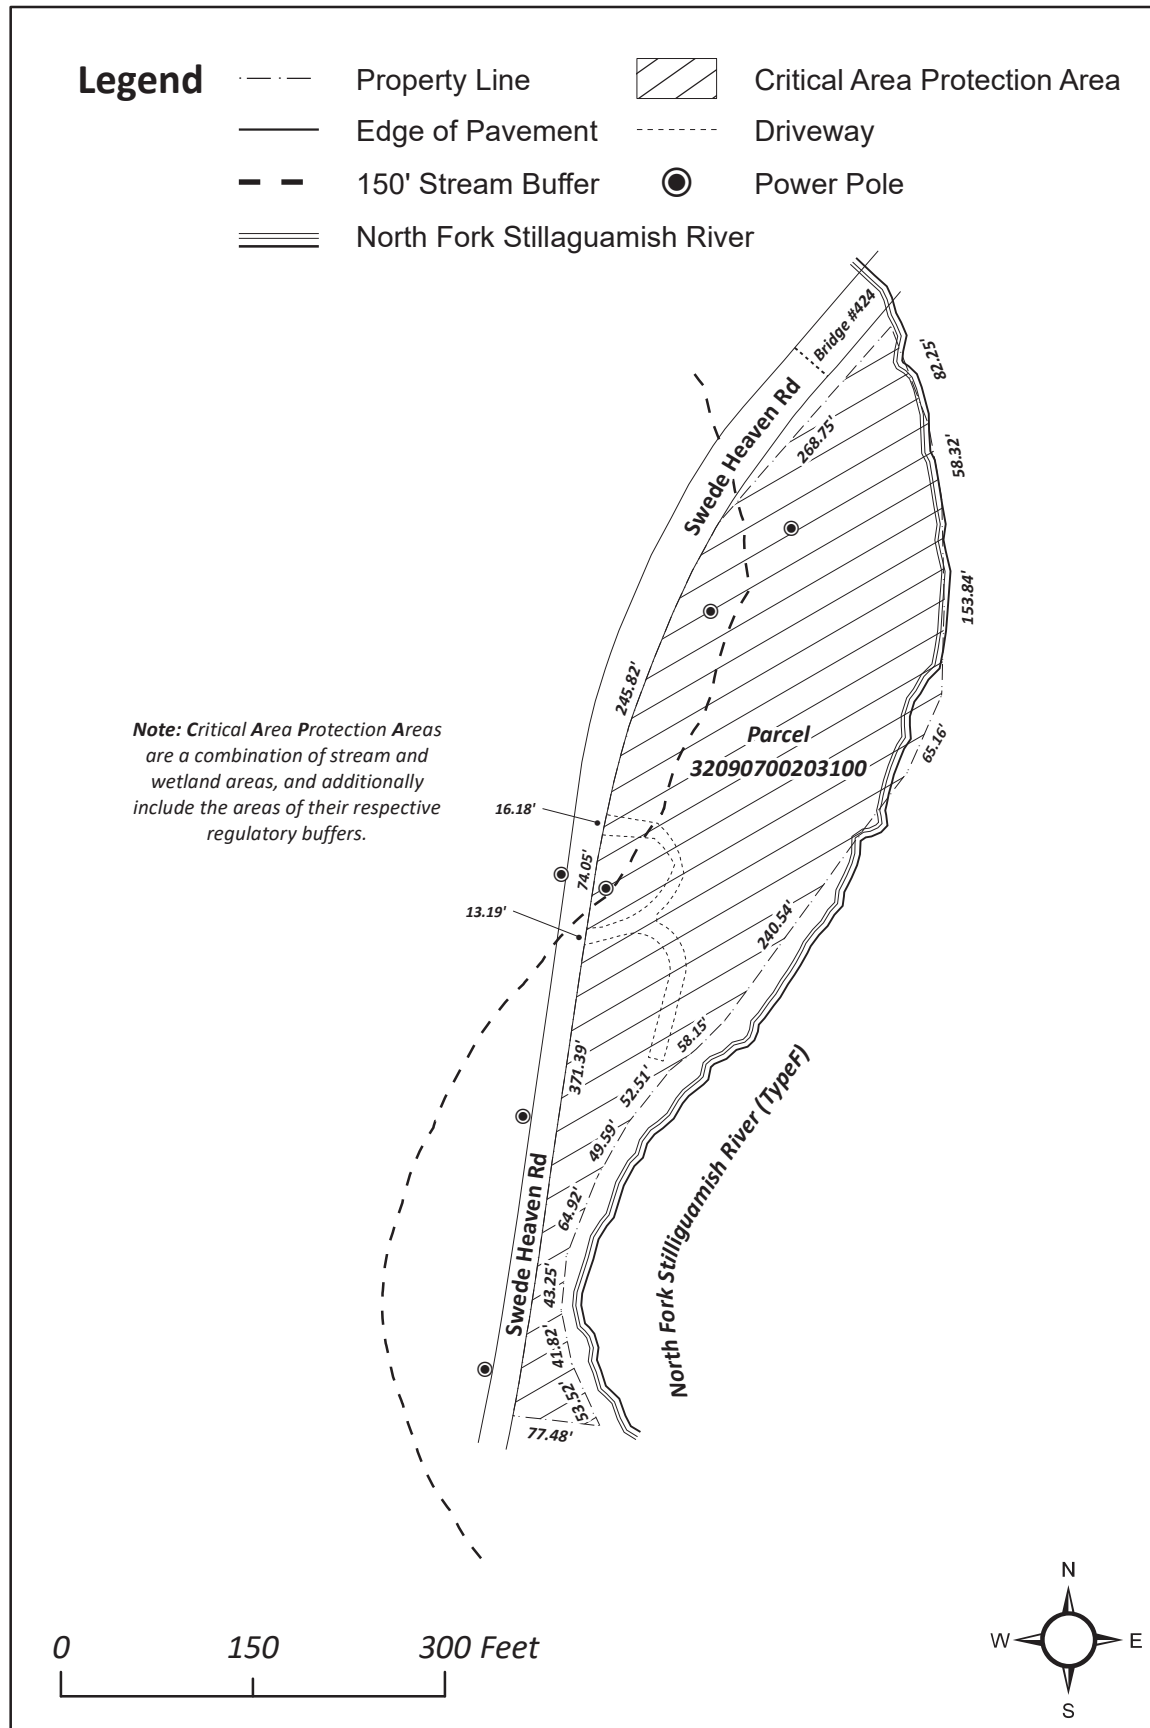 Legend
Property Line
Critical Area Protection Area
Edge of Pavement
Driveway
150' Stream Buffer
Power Pole
North Fork Stillaguamish River
Bridge #424
82.25'
Swede Heaven Rd
268.75'
58.32'
153.84'
245.82'
Note: Critical Area Protection Areas
are a combination of stream and
wetland areas, and additionally
include the areas of their respective
regulatory buffers.
Parcel
32090700203100
65.16'
16.18'
74.05'
13.19'
240.54'
58.15'
371.39'
52.51'
49.59'
North Fork Stilliguamish River (TypeF)
64.92'
Swede Heaven Rd
43.25'
41.82'
53.52'
77.48'
N
W
E
S
0
150
300 Feet